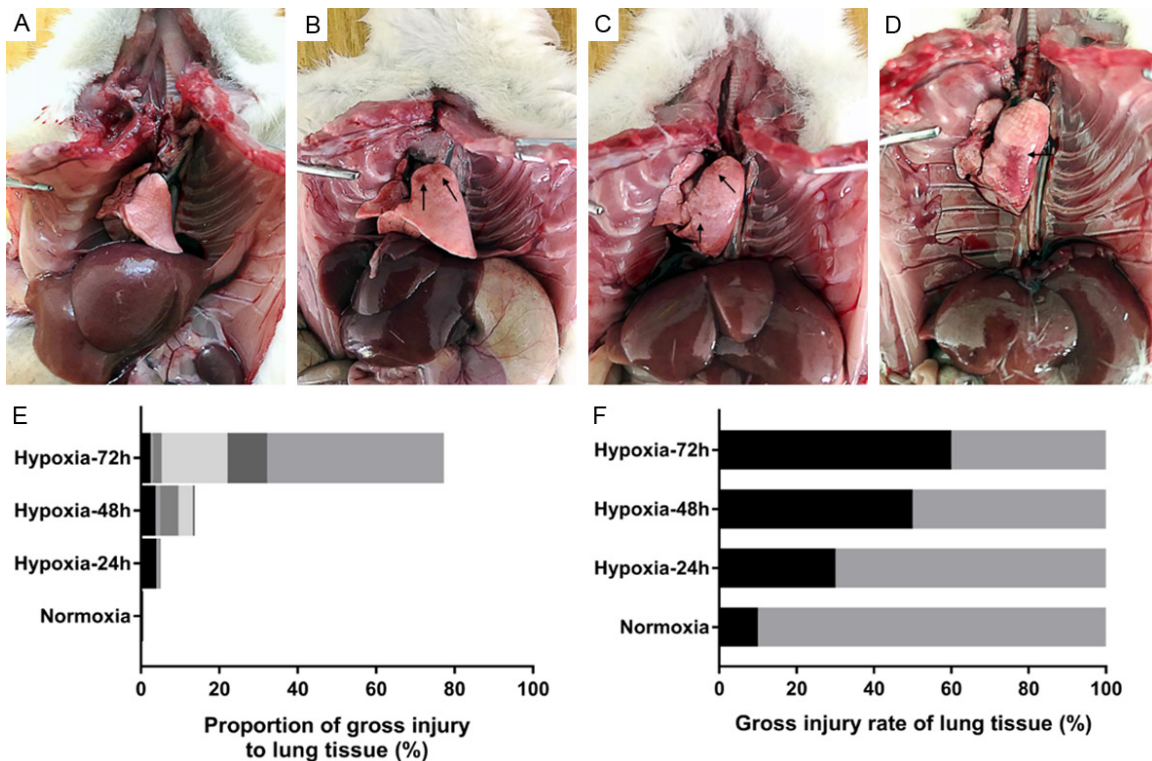 A
B
C
D
E
Hypoxia-72h
Hypoxia-48h
Hypoxia-24h
Normoxia
0 20 40 60 80 100
Proportion of gross injury
to lung tissue (%)
F
Hypoxia-72h
Hypoxia-48h
Hypoxia-24h
Normoxia
0 20 40 60 80 100
Gross injury rate of lung tissue (%)